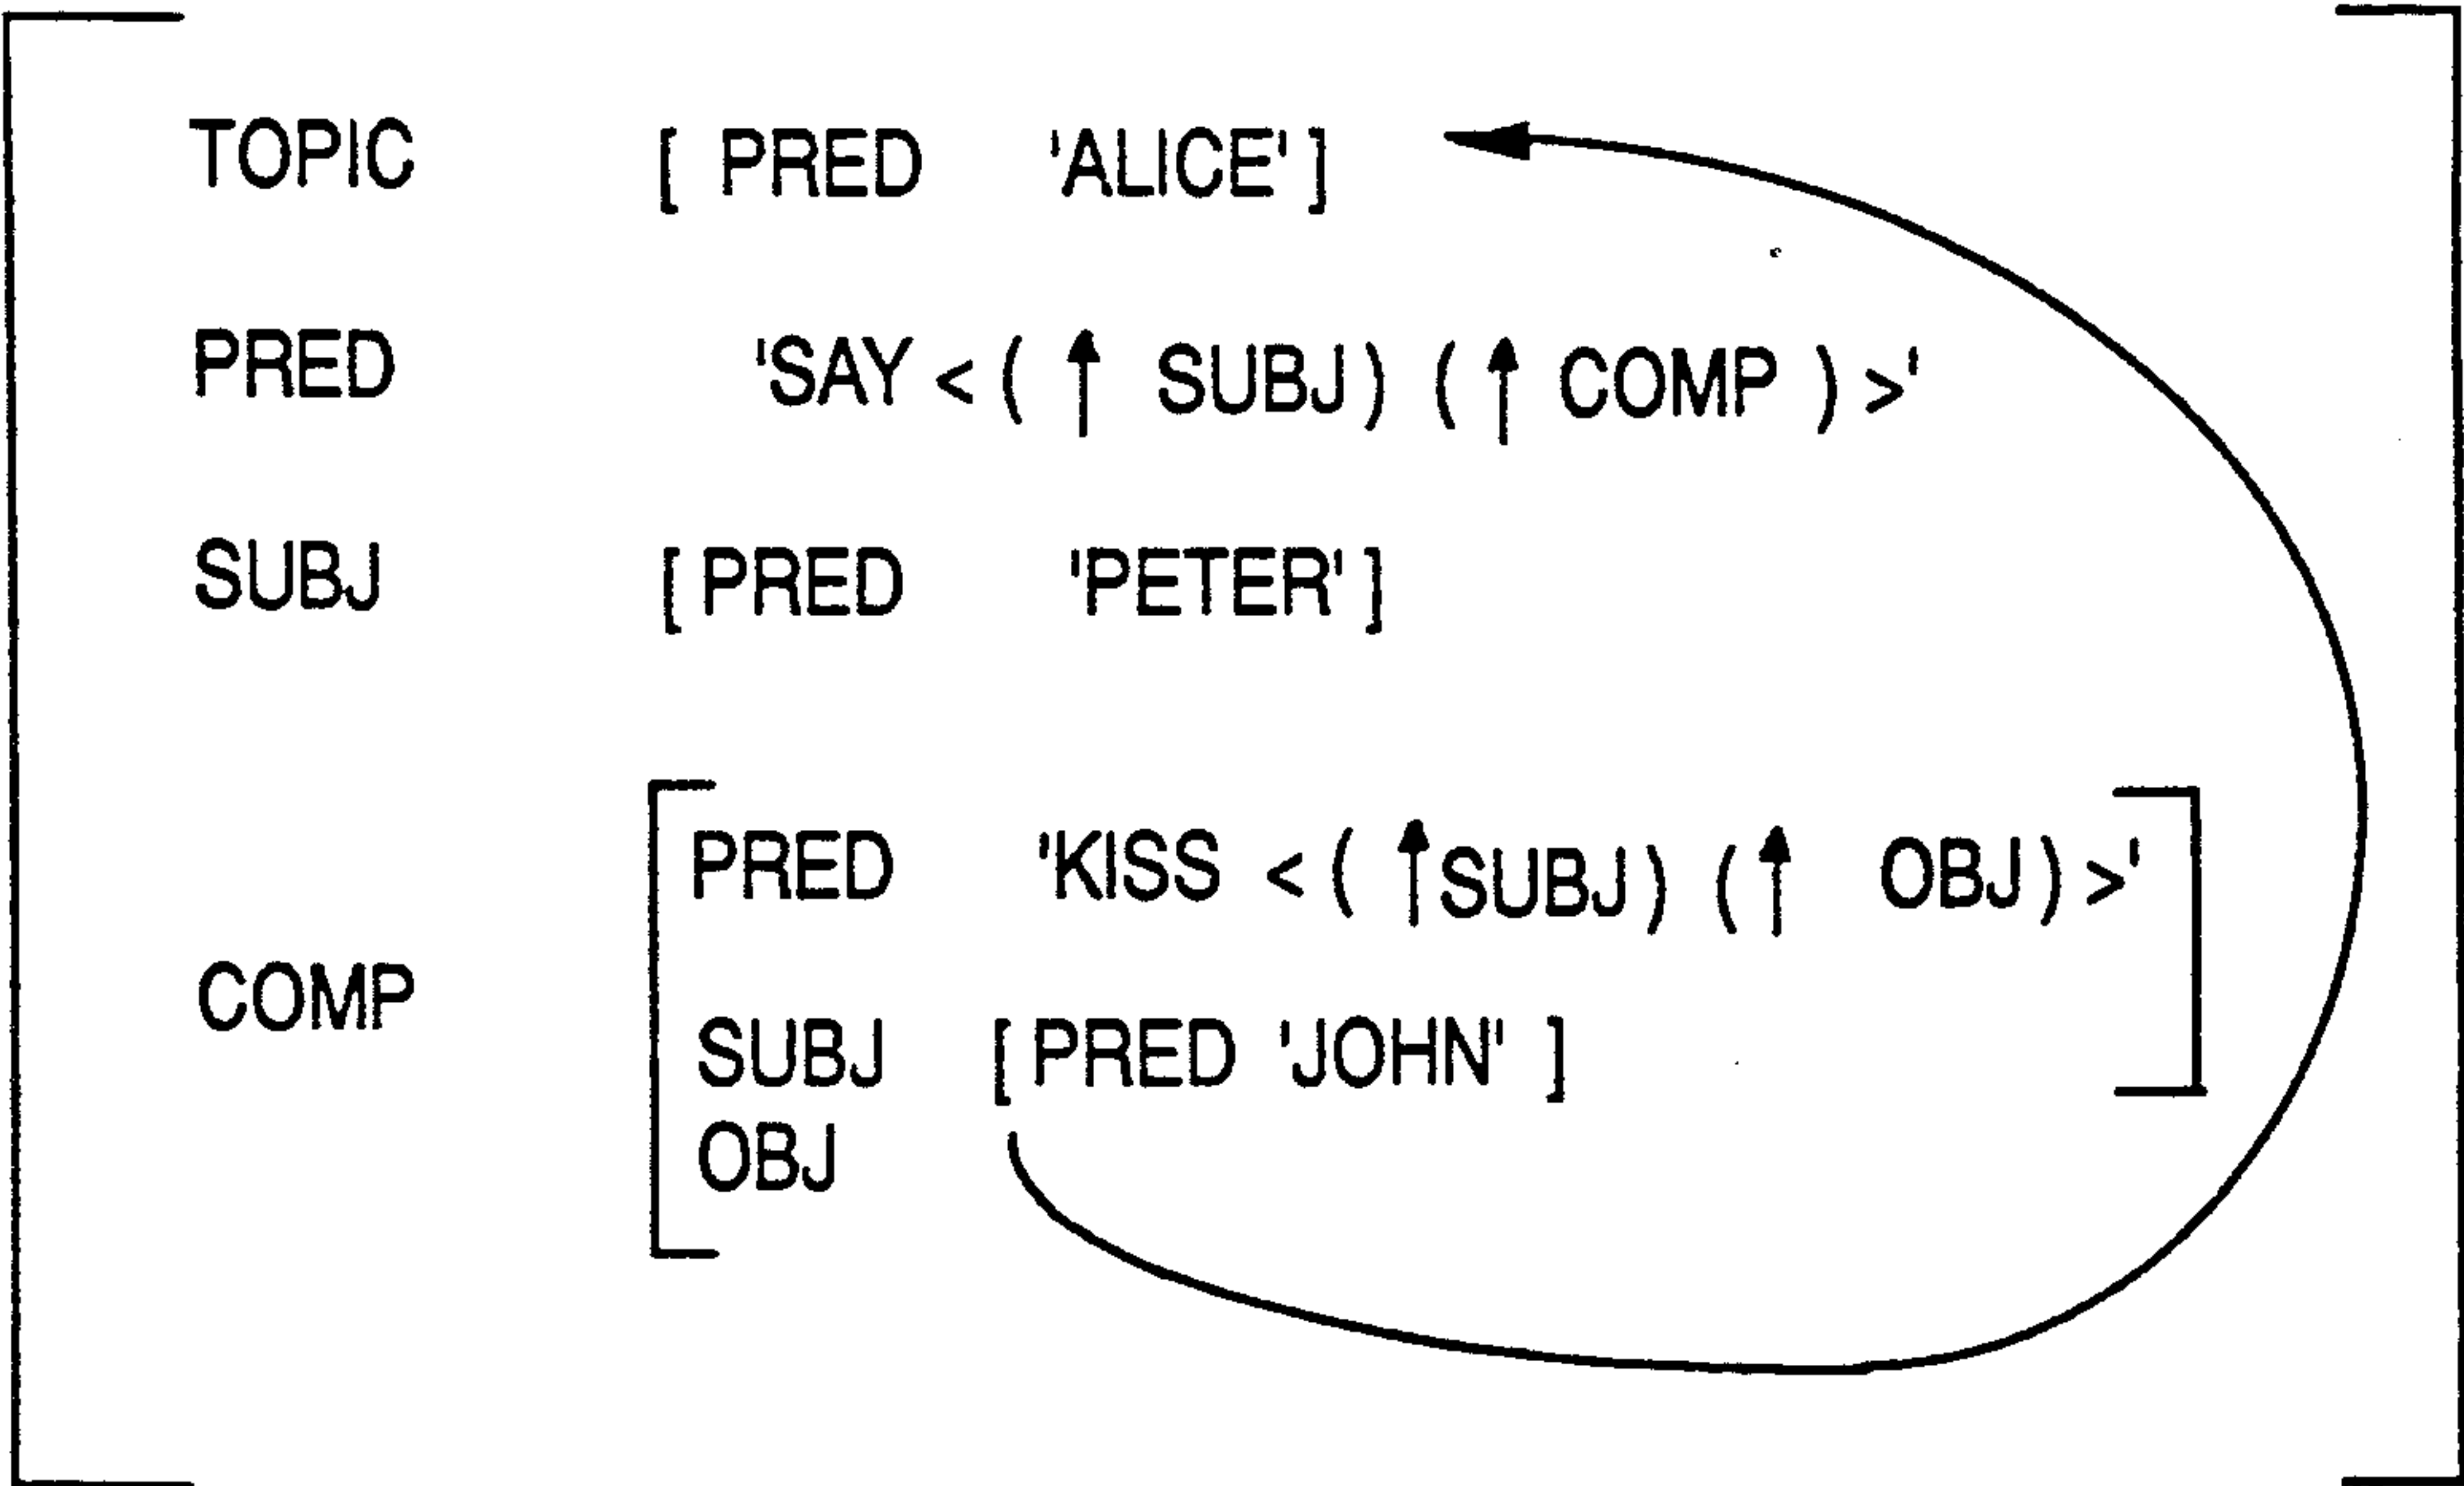 TOPIC [ PRED 'ALICE' ]
PRED 'SAY < ( ↑ SUBJ ) ( ↑ COMP ) >'
SUBJ [ PRED 'PETER' ]
PRED 'KISS < ( ↑ SUBJ ) ( ↑ OBJ ) >'
COMP
SUBJ [ PRED 'JOHN' ]
OBJ